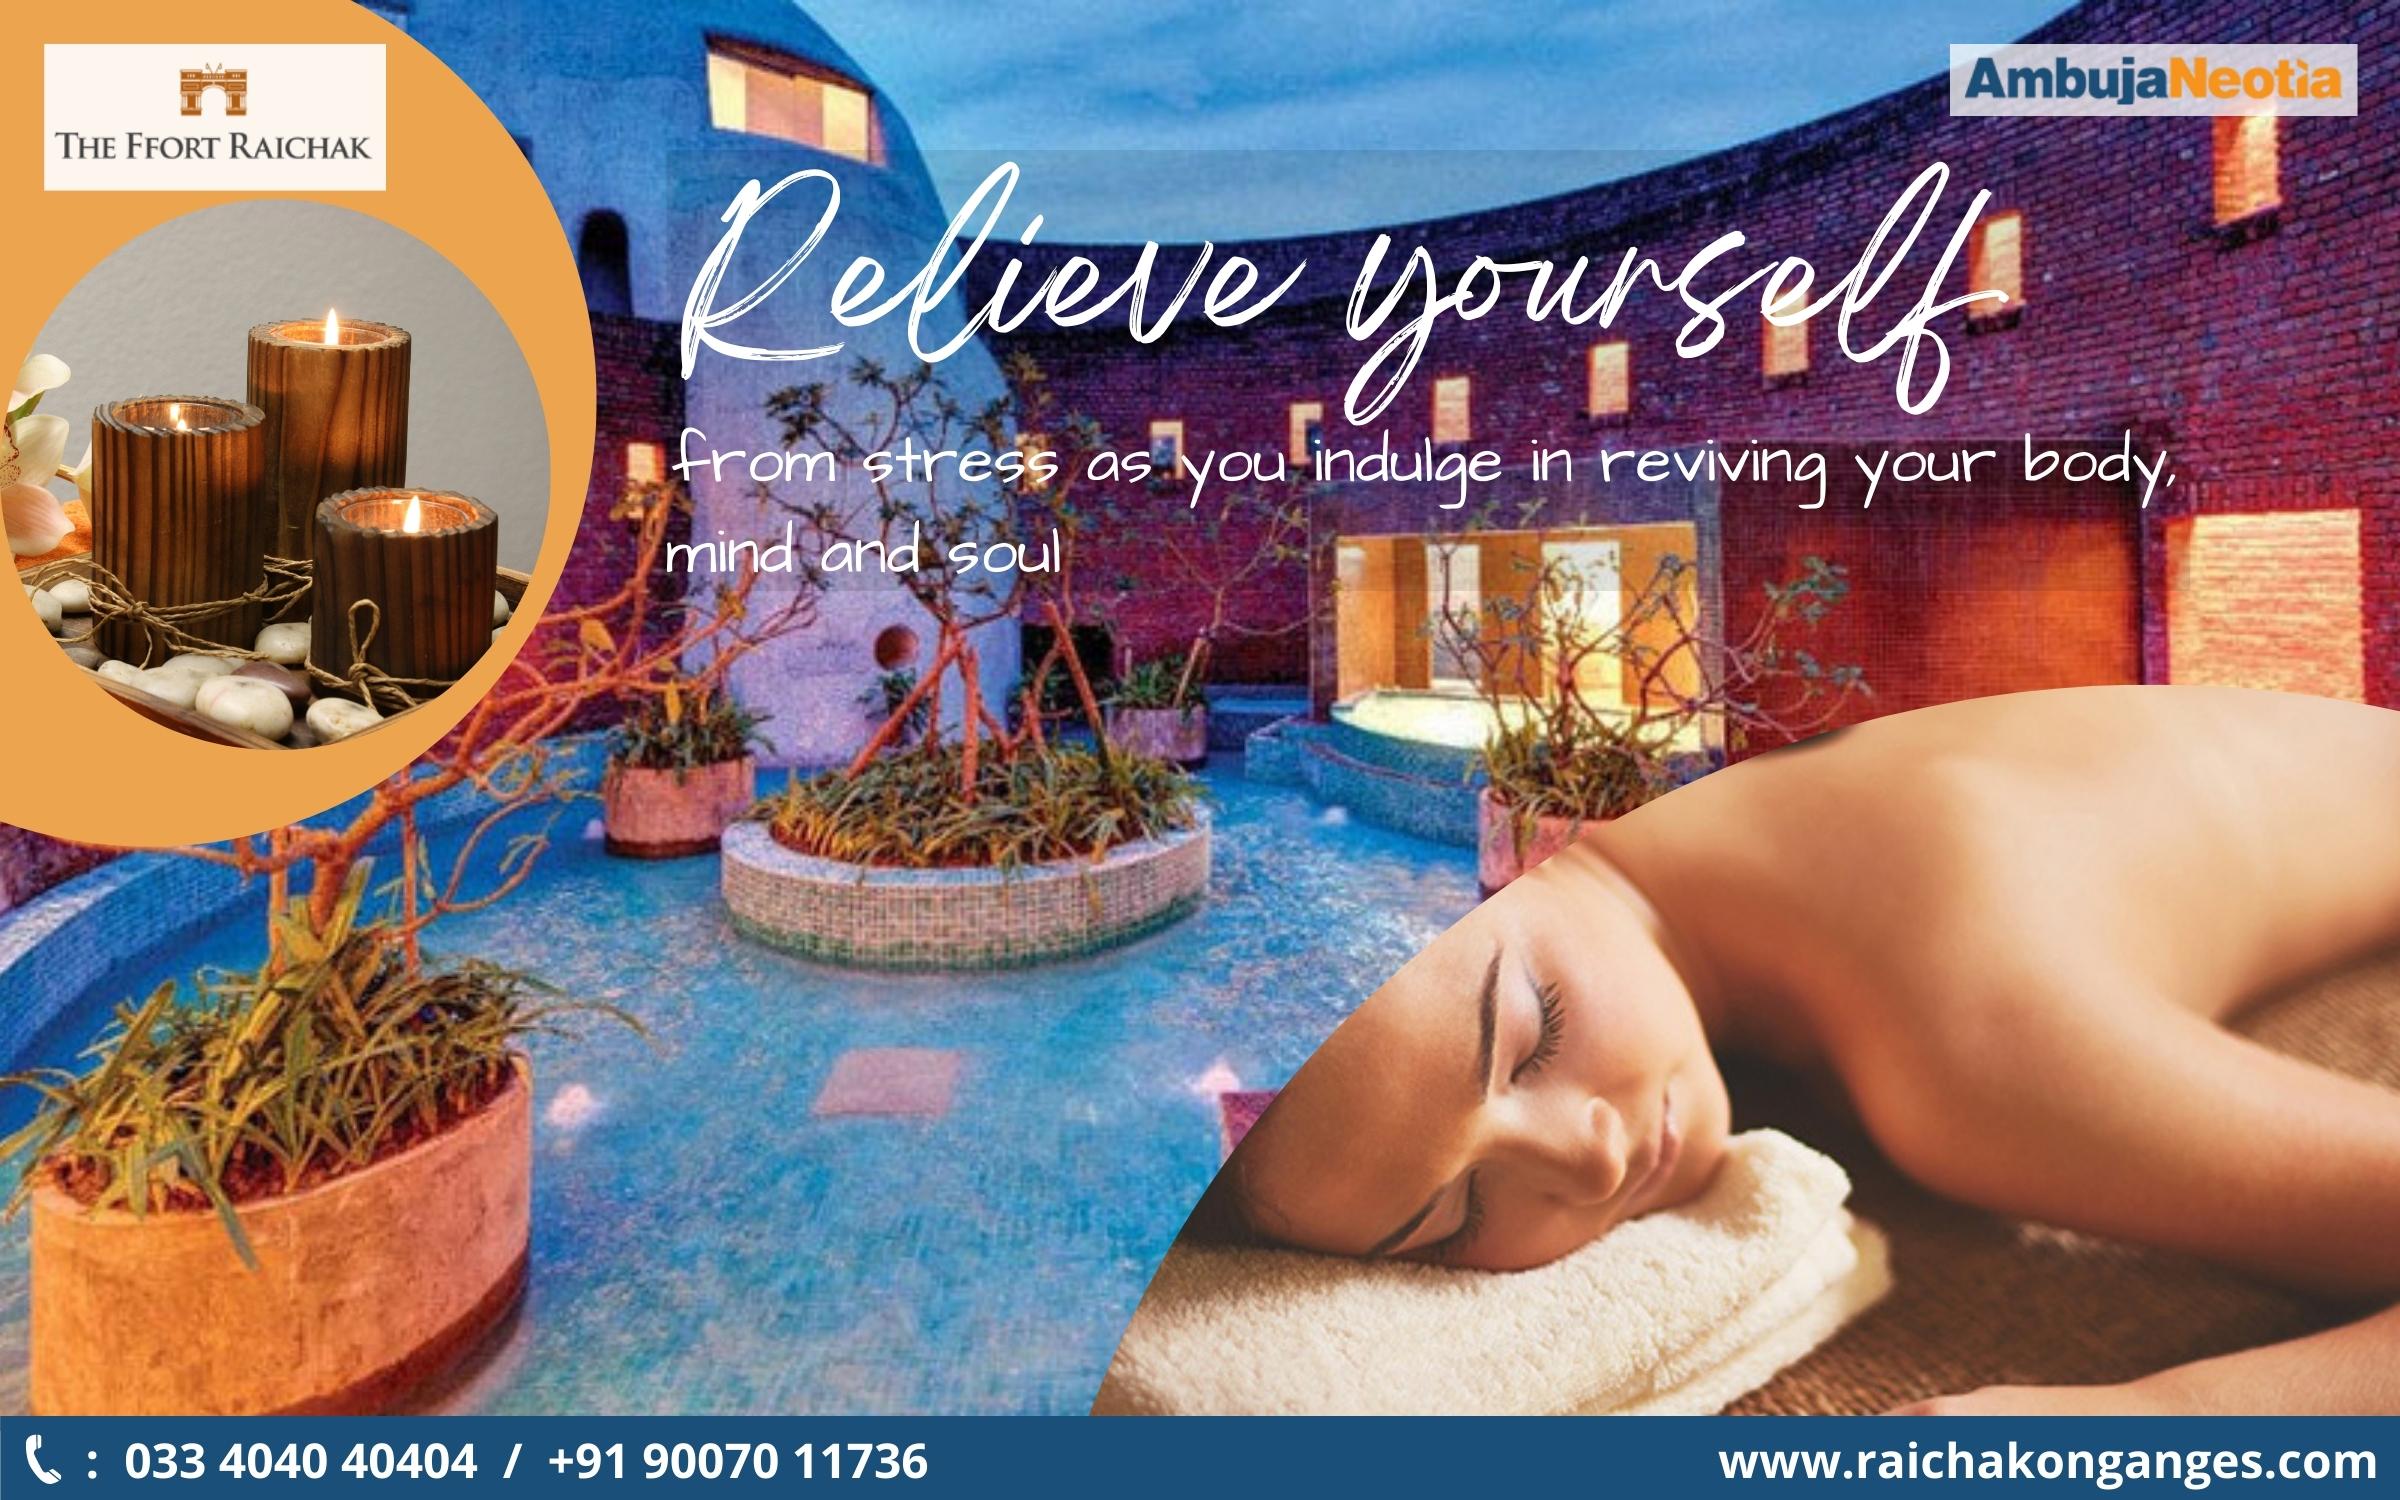 THE FFORT RAICHAK
AmbujaNeotia
Relieve yourself
from stress as you indulge in reviving your body,
mind and soul
: 033 4040 40404 / +91 90070 11736
www.raichakonganges.com